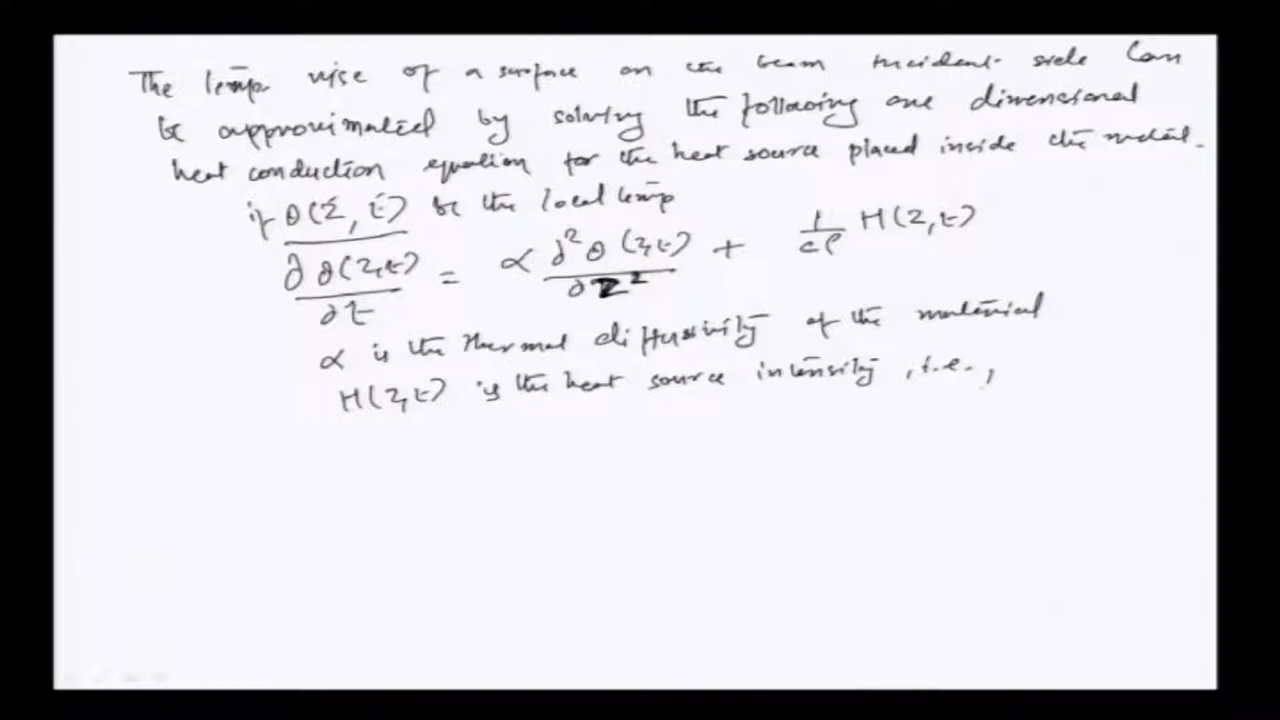 The temp rise of a surface on the beam incident side can
be approximated by solving the following one dimensional
heat conduction equation for the heat source placed inside the metal.
if θ(z, t) be the local temp
∂θ(z,t)/∂t = α ∂²θ(z,t)/∂z² + 1/cρ H(z,t)
α is the thermal diffusivity of the material
H(z,t) is the heat source intensity, i.e.,